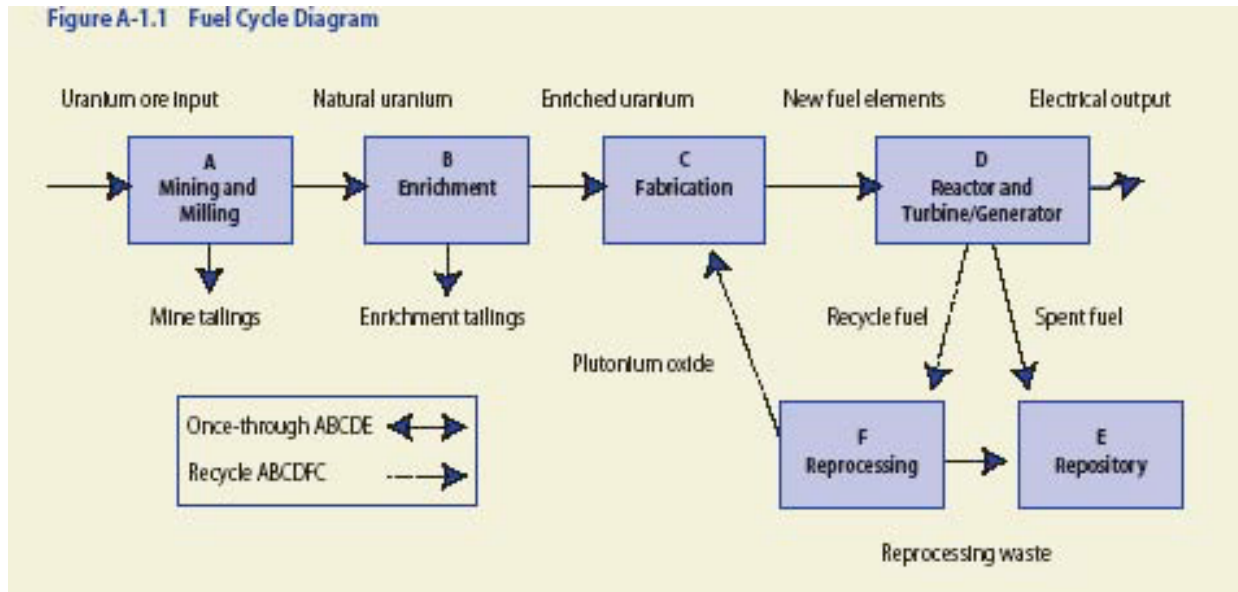 Figure A-1.1 Fuel Cycle Diagram
Uranium ore input
Natural uranium
Enriched uranium
New fuel elements
Electrical output
A
Mining and
Milling
B
Enrichment
C
Fabrication
D
Reactor and
Turbine/Generator
Mine tailings
Enrichment tailings
Recycle fuel
Spent fuel
Plutonium oxide
Once-through ABCDE
Recycle ABCDFC
F
Reprocessing
E
Repository
Reprocessing waste